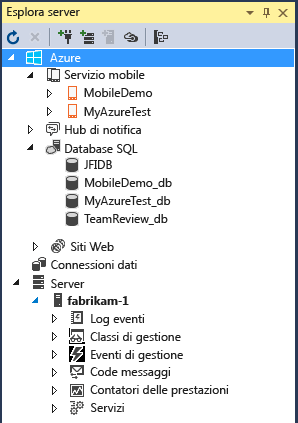 Esplora server
Azure
Servizio mobile
MobileDemo
MyAzureTest
Hub di notifica
Database SQL
JFIDB
MobileDemo_db
MyAzureTest_db
TeamReview_db
Siti Web
Connessioni dati
Server
fabrikam-1
Log eventi
Classi di gestione
Eventi di gestione
Code messaggi
Contatori delle prestazioni
Servizi